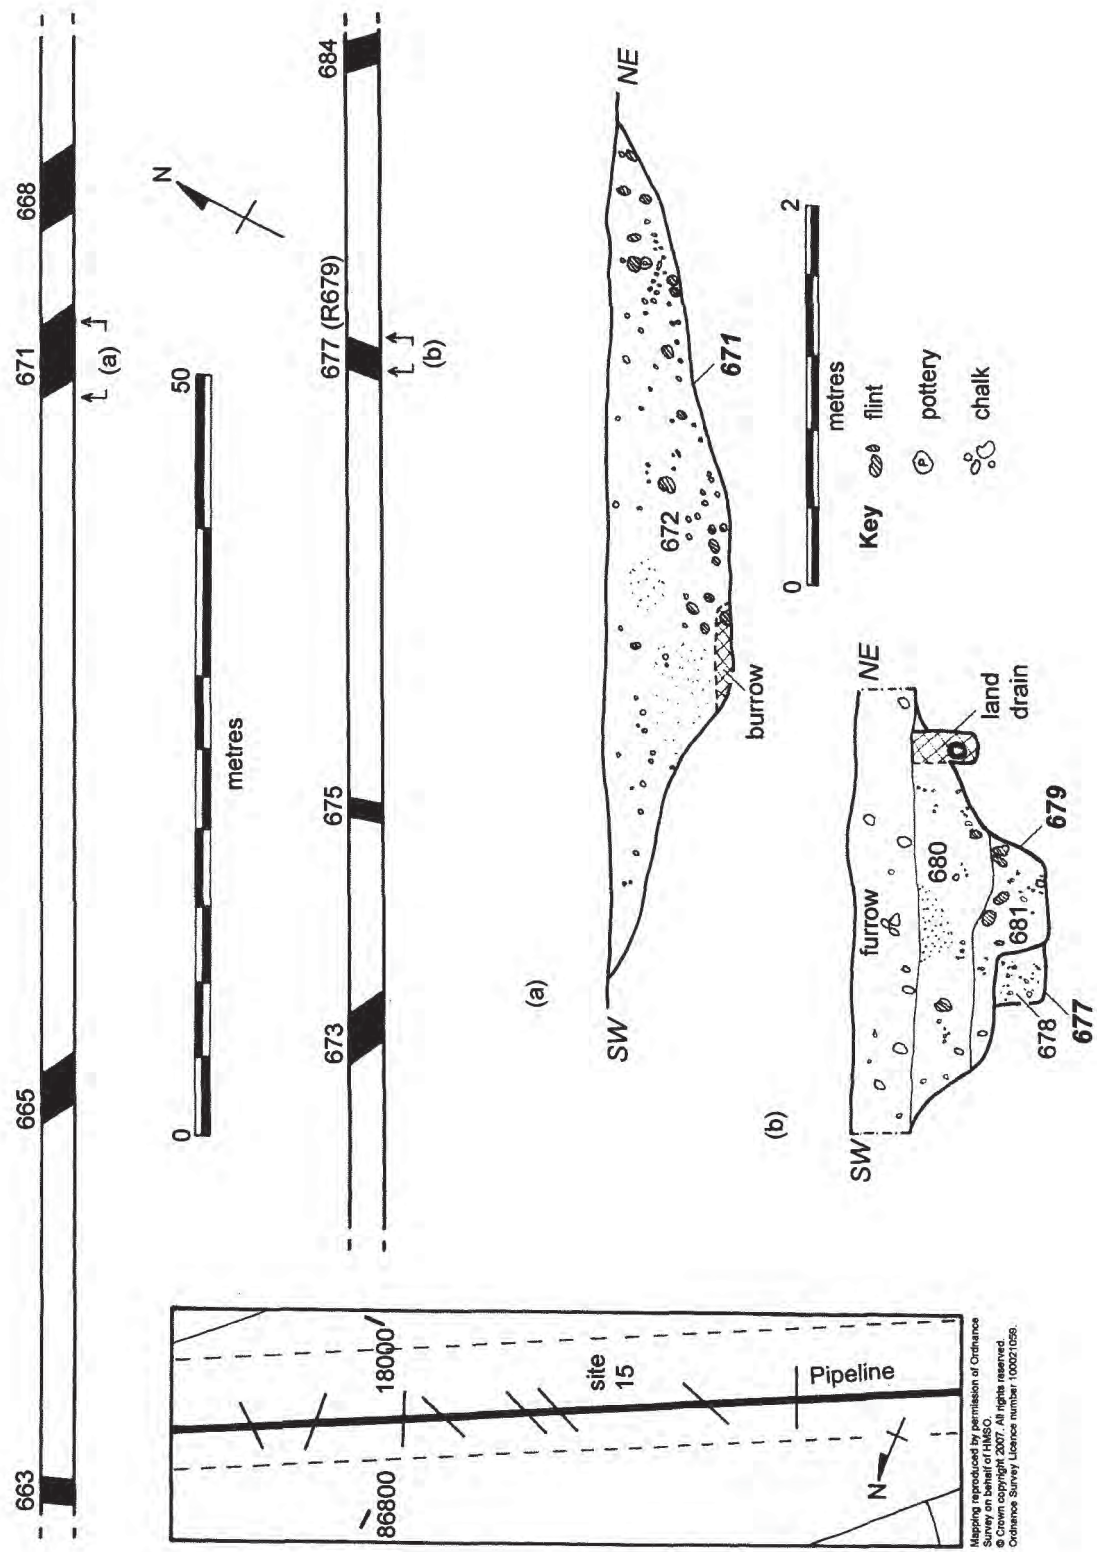 663
665
671
668
(a)
0
50
metres
N
673
675
677 (R679)
684
(b)
86800
18000
site
15
Pipeline
N
Mapping reproduced by permission of Ordnance
Survey on behalf of HMSO.
© Crown copyright 2007. All rights reserved.
Ordnance Survey Licence number 100021059.
(a)
SW
NE
672
671
burrow
(b)
SW
NE
furrow
680
681
678
677
679
land
drain
0
2
metres
Key
flint
P
pottery
chalk